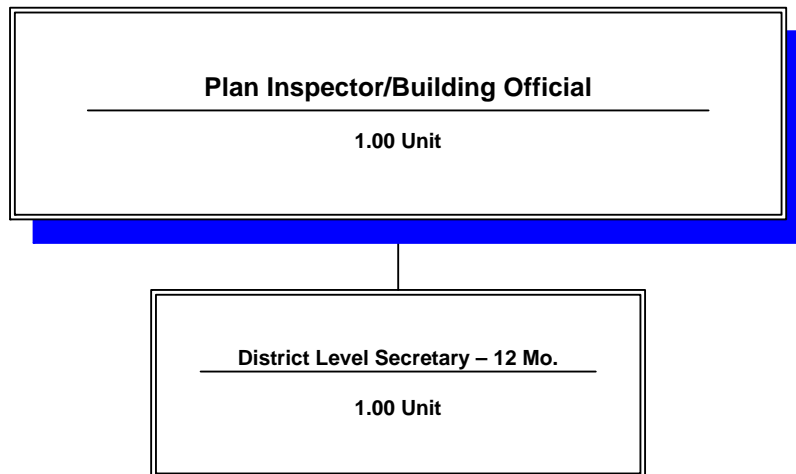 Plan Inspector/Building Official
1.00 Unit
District Level Secretary – 12 Mo.
1.00 Unit